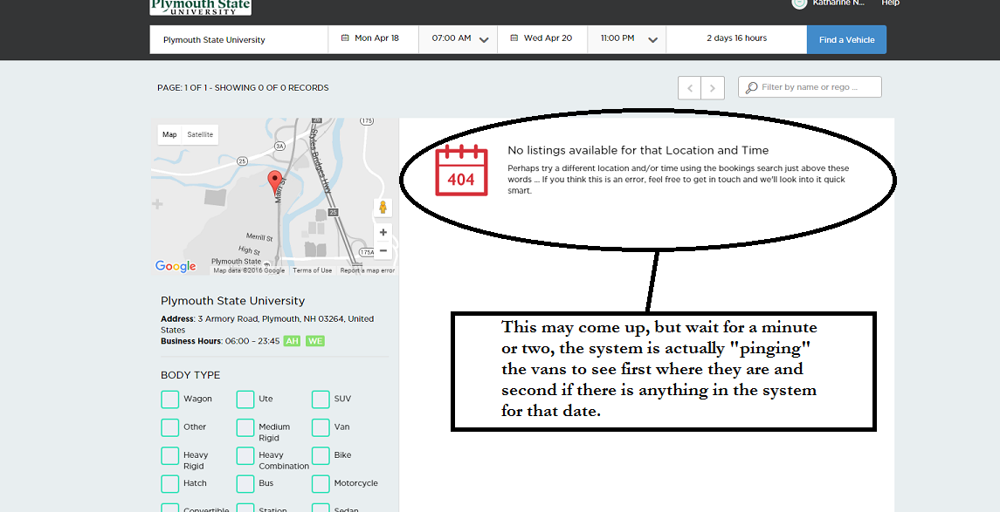 Plymouth State
UNIVERSITY
Katharine N...
Help
Plymouth State University
Mon Apr 18
07:00 AM
Wed Apr 20
11:00 PM
2 days 16 hours
Find a Vehicle
PAGE: 1 OF 1 - SHOWING 0 OF 0 RECORDS
Filter by name or rego ...
Map
Satellite
25
175
3A
25
Styles Bridges Hwy
Main St
25
Merrill St
High St
175A
Plymouth State
Google
Map data ©2016 Google
Terms of Use
Report a map error
404
No listings available for that Location and Time
Perhaps try a different location and/or time using the bookings search just above these
words ... If you think this is an error, feel free to get in touch and we'll look into it quick
smart.
This may come up, but wait for a minute
or two, the system is actually "pinging"
the vans to see first where they are and
second if there is anything in the system
for that date.
Plymouth State University
Address: 3 Armory Road, Plymouth, NH 03264, United
States
Business Hours: 06:00 – 23:45 AH WE
BODY TYPE
Wagon
Ute
SUV
Other
Medium
Rigid
Van
Heavy
Rigid
Heavy
Combination
Bike
Hatch
Bus
Motorcycle
Convertible
Station
Sedan